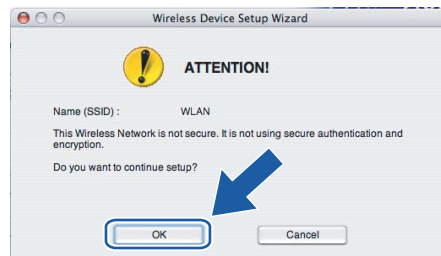 Wireless Device Setup Wizard
ATTENTION!
Name (SSID) : WLAN
This Wireless Network is not secure. It is not using secure authentication and
encryption.
Do you want to continue setup?
OK Cancel